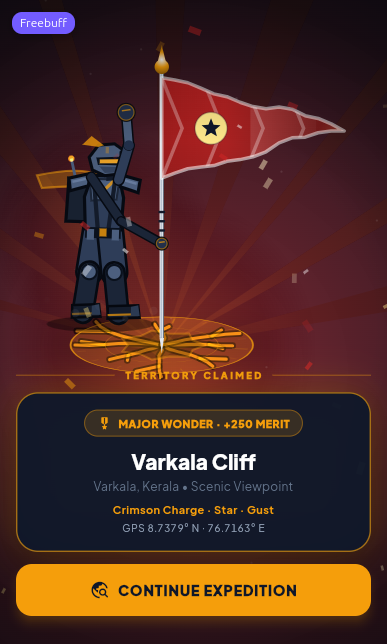 Freebuff
TERRITORY CLAIMED
MAJOR WONDER · +250 MERIT
Varkala Cliff
Varkala, Kerala • Scenic Viewpoint
Crimson Charge · Star · Gust
GPS 8.7379° N · 76.7163° E
CONTINUE EXPEDITION